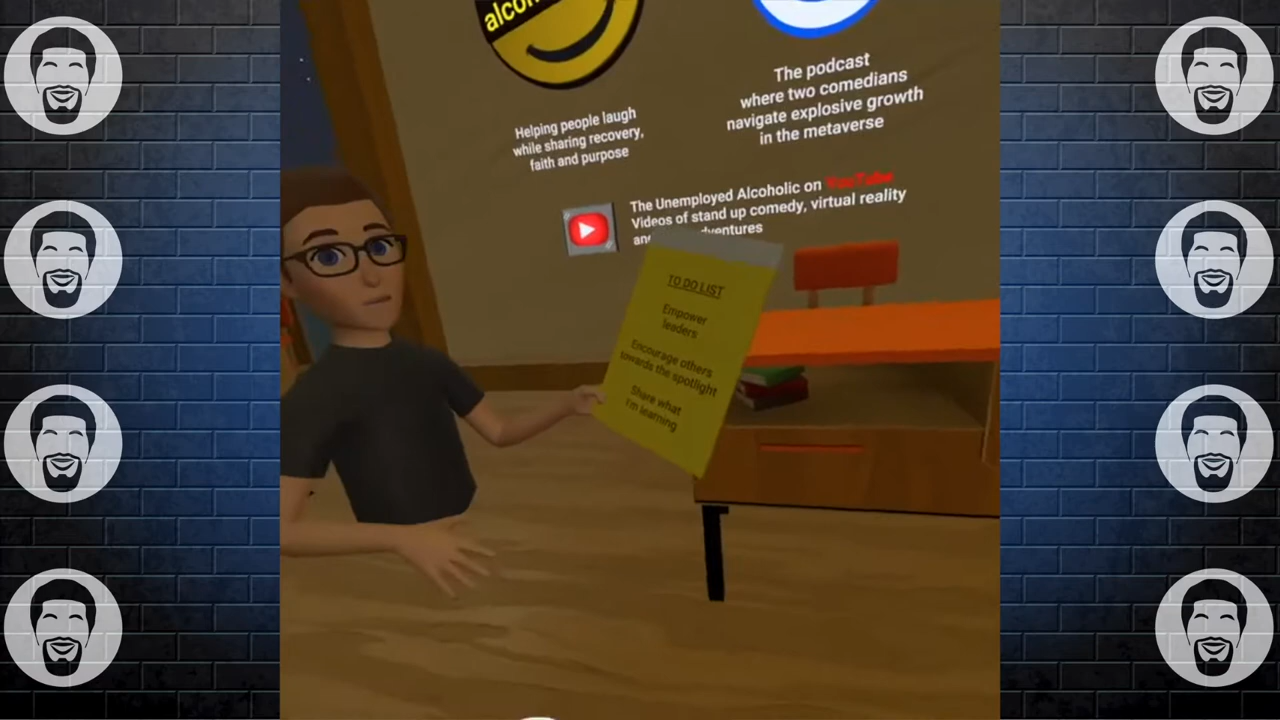 The podcast
where two comedians
navigate explosive growth
in the metaverse
Helping people laugh
while sharing recovery,
faith and purpose
The Unemployed Alcoholic on YouTube
Videos of stand up comedy, virtual reality
TO DO LIST
Empower
leaders
Encourage others
towards the spotlight
Share what
I'm learning